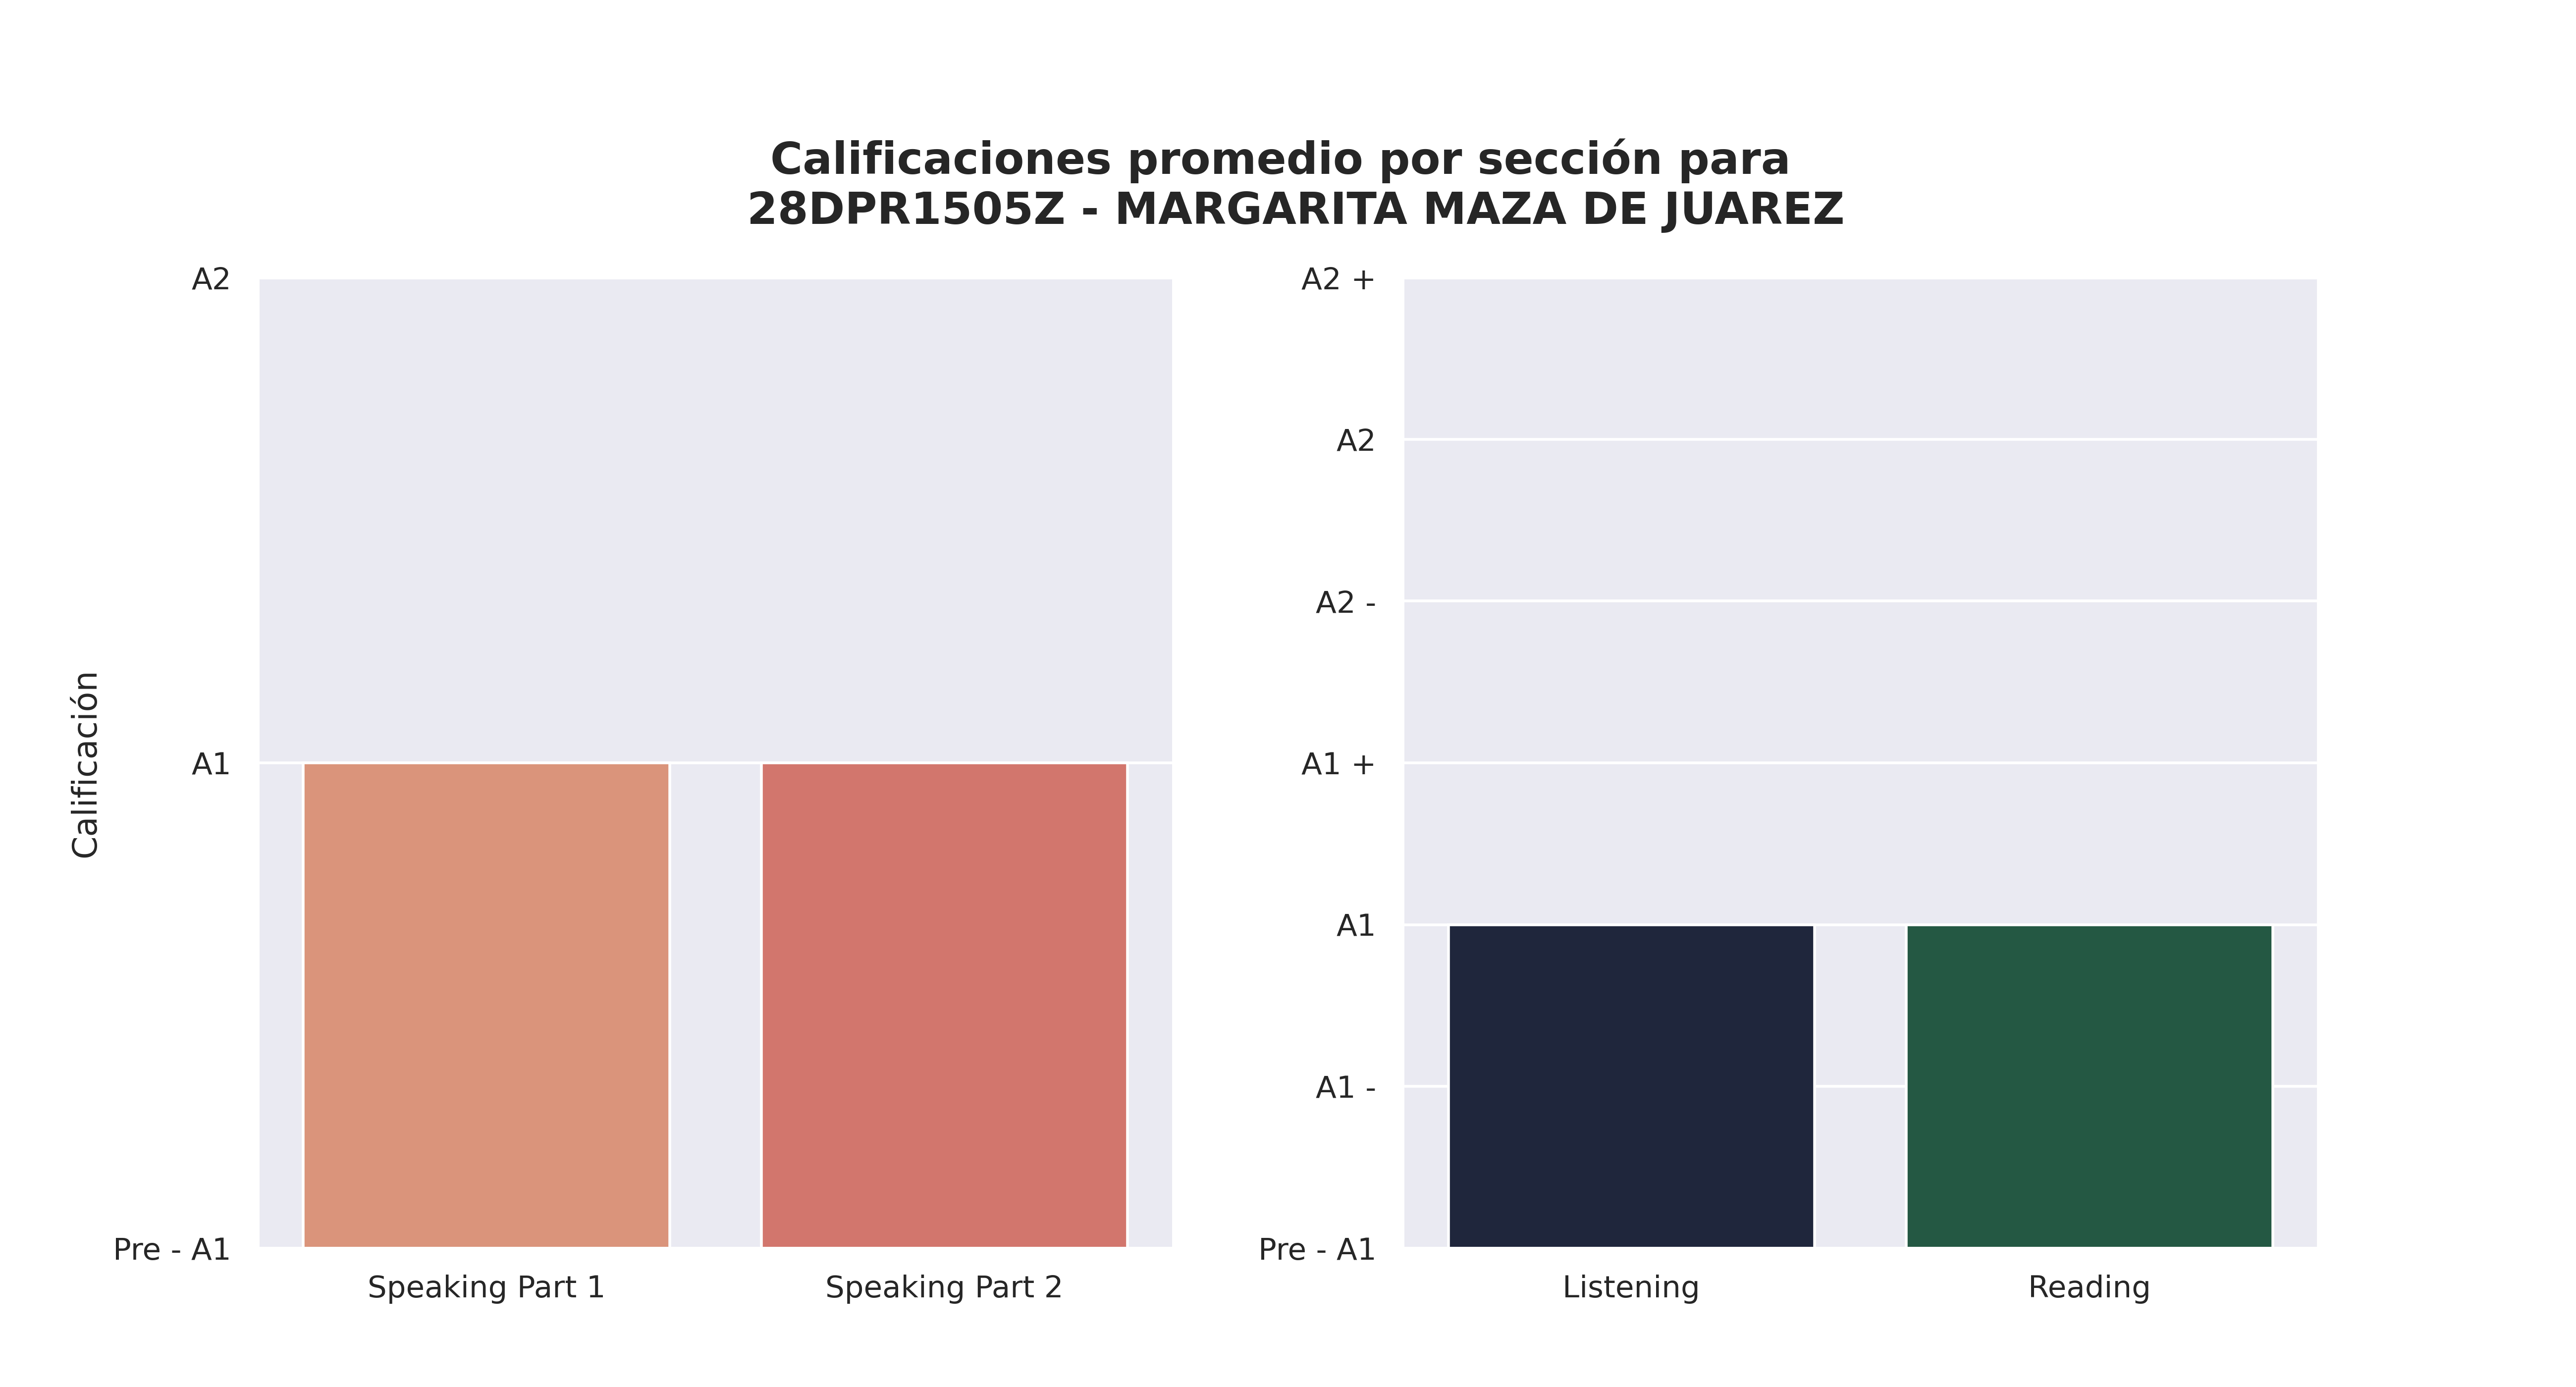 Calificaciones promedio por sección para
28DPR1505Z - MARGARITA MAZA DE JUAREZ
Calificación
A2
A1
Pre - A1
Speaking Part 1
Speaking Part 2
A2 +
A2
A2 -
A1 +
A1
A1 -
Pre - A1
Listening
Reading